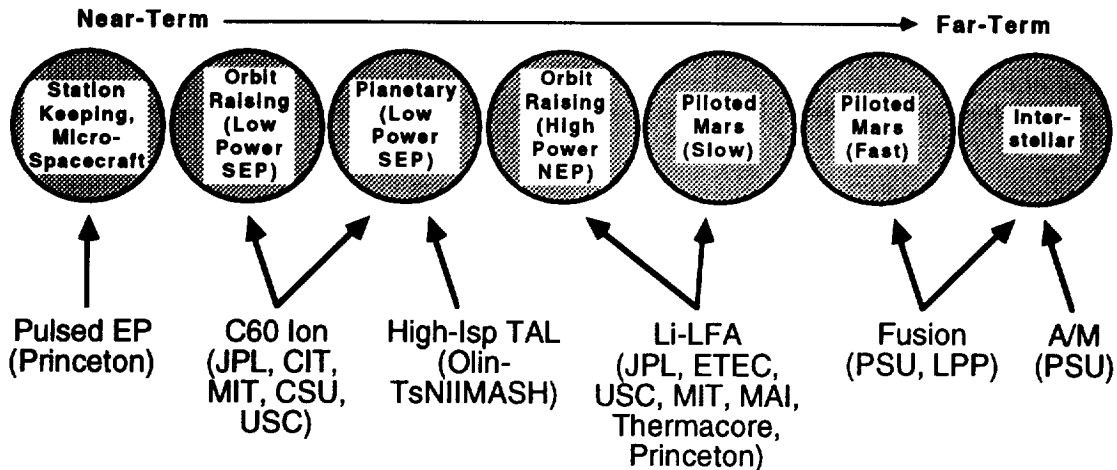 Near-Term
Far-Term
Station
Keeping,
Micro-
Spacecraft
Orbit
Raising
(Low
Power
SEP)
Planetary
(Low
Power
SEP)
Orbit
Raising
(High
Power
NEP)
Piloted
Mars
(Slow)
Piloted
Mars
(Fast)
Inter-
stellar
Pulsed EP
(Princeton)
C60 Ion
(JPL, CIT,
MIT, CSU,
USC)
High-Isp TAL
(Olin-
TsNIIMASH)
Li-LFA
(JPL, ETEC,
USC, MIT, MAI,
Thermacore,
Princeton)
Fusion
(PSU, LPP)
A/M
(PSU)